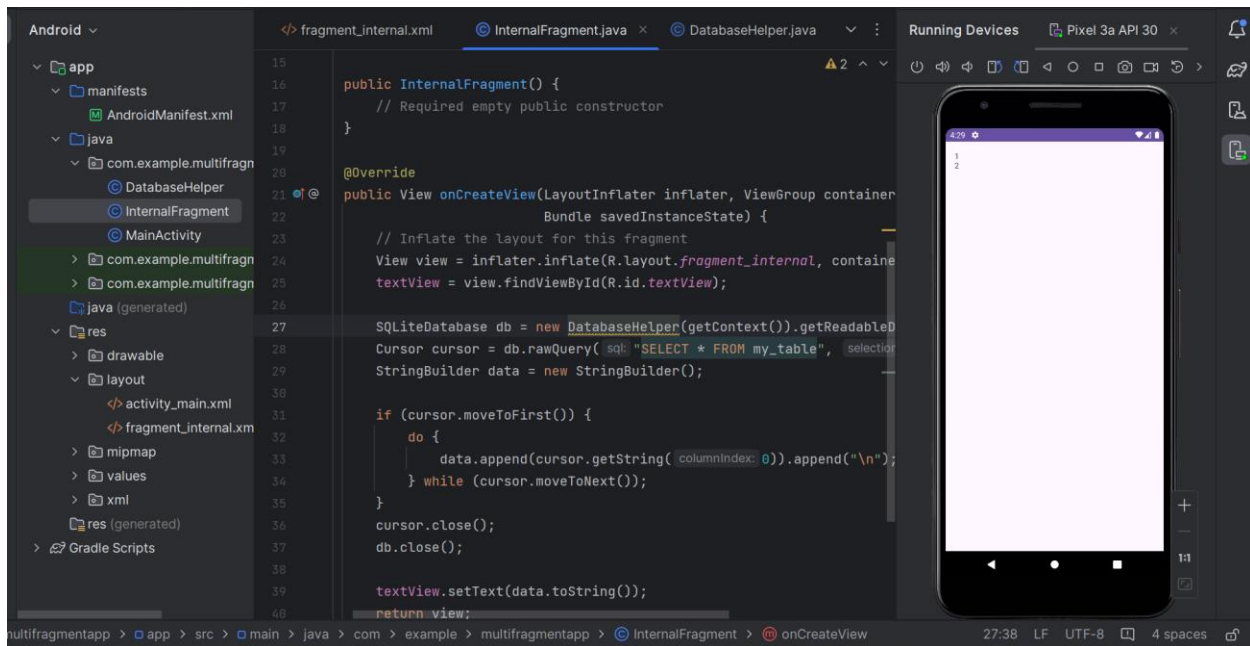 Android
app
manifests
AndroidManifest.xml
java
com.example.multifragn
DatabaseHelper
InternalFragment
MainActivity
com.example.multifragn
com.example.multifragn
java (generated)
res
drawable
layout
activity_main.xml
fragment_internal.xm
mipmap
values
xml
res (generated)
Gradle Scripts
fragment_internal.xml InternalFragment.java DatabaseHelper.java
2
15
16 public InternalFragment() {
17 // Required empty public constructor
18 }
19
20 @Override
21 public View onCreateView(LayoutInflater inflater, ViewGroup container
22 Bundle savedInstanceState) {
23 // Inflate the layout for this fragment
24 View view = inflater.inflate(R.layout.fragment_internal, containe
25 textView = view.findViewById(R.id.textView);
26
27 SQLiteDatabase db = new DatabaseHelper(getContext()).getReadableD
28 Cursor cursor = db.rawQuery( sql: "SELECT * FROM my_table", selection
29 StringBuilder data = new StringBuilder();
30
31 if (cursor.moveToFirst()) {
32 do {
33 data.append(cursor.getString( columnIndex: 0)).append("\n");
34 } while (cursor.moveToNext());
35 }
36 cursor.close();
37 db.close();
38
39 textView.setText(data.toString());
40 return view;
Running Devices Pixel 3a API 30
4:29
1
2
1:1
ultifragmentapp > app > src > main > java > com > example > multifragmentapp > InternalFragment > onCreateView 27:38 LF UTF-8 4 spaces